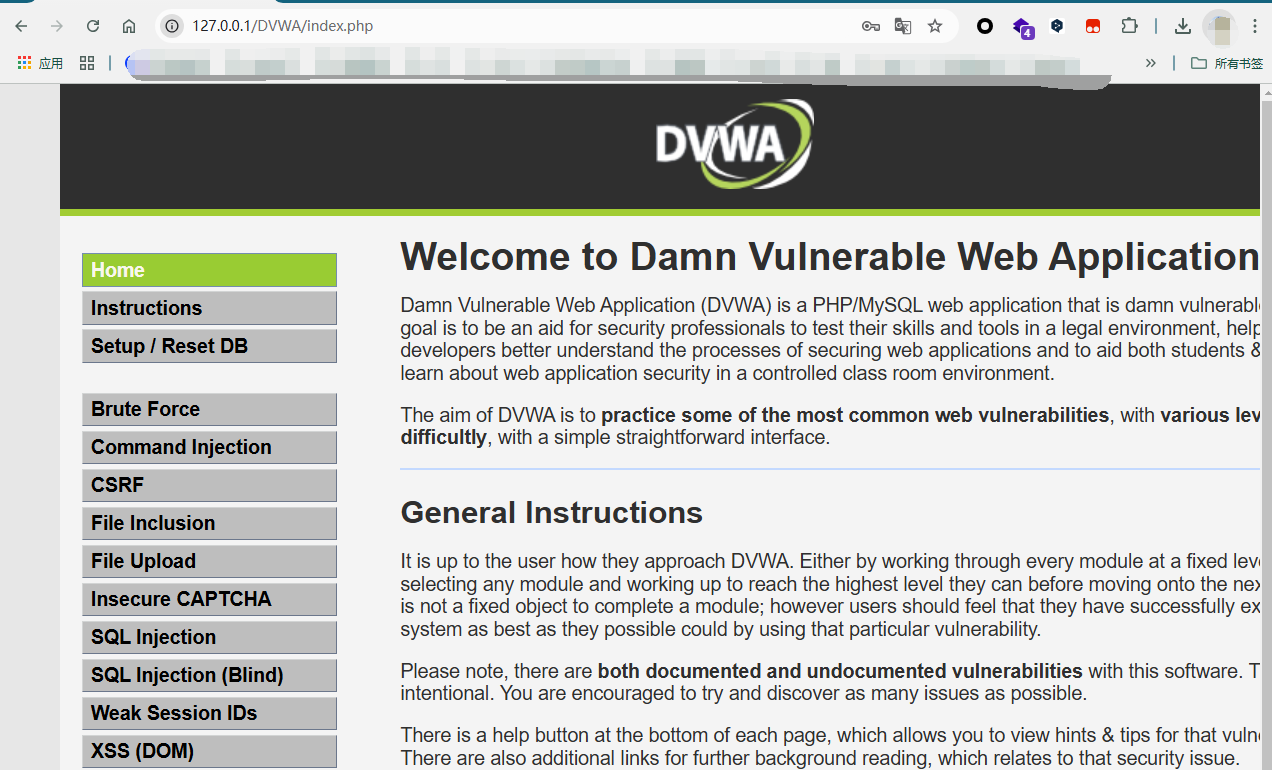 127.0.0.1/DVWA/index.php
4
应用
所有书签
DVWA
Home
Instructions
Setup / Reset DB
Brute Force
Command Injection
CSRF
File Inclusion
File Upload
Insecure CAPTCHA
SQL Injection
SQL Injection (Blind)
Weak Session IDs
XSS (DOM)
Welcome to Damn Vulnerable Web Application
Damn Vulnerable Web Application (DVWA) is a PHP/MySQL web application that is damn vulnerabl
goal is to be an aid for security professionals to test their skills and tools in a legal environment, help
developers better understand the processes of securing web applications and to aid both students &
learn about web application security in a controlled class room environment.
The aim of DVWA is to practice some of the most common web vulnerabilities, with various lev
difficultly, with a simple straightforward interface.
General Instructions
It is up to the user how they approach DVWA. Either by working through every module at a fixed leve
selecting any module and working up to reach the highest level they can before moving onto the nex
is not a fixed object to complete a module; however users should feel that they have successfully ex
system as best as they possible could by using that particular vulnerability.
Please note, there are both documented and undocumented vulnerabilities with this software. T
intentional. You are encouraged to try and discover as many issues as possible.
There is a help button at the bottom of each page, which allows you to view hints & tips for that vuln
There are also additional links for further background reading, which relates to that security issue.